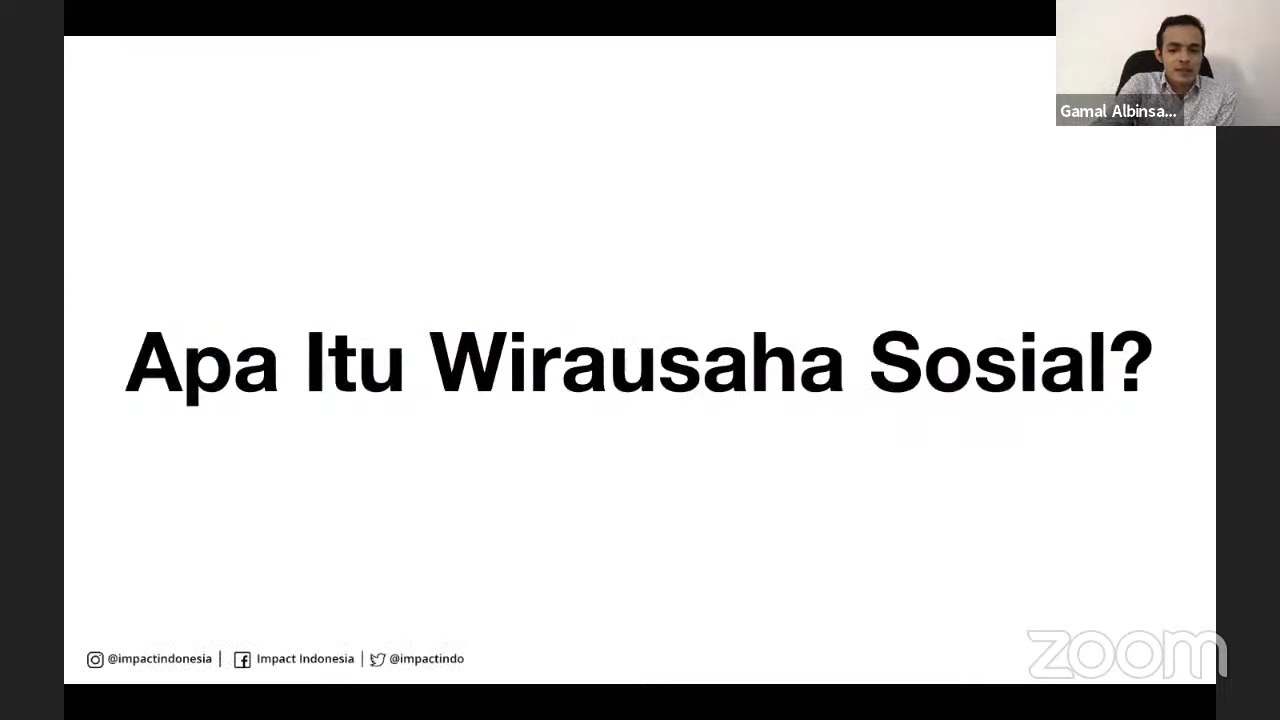 Gamal Albinsa...
Apa Itu Wirausaha Sosial?
@impactindonesia | Impact Indonesia | @impactindo
zoom